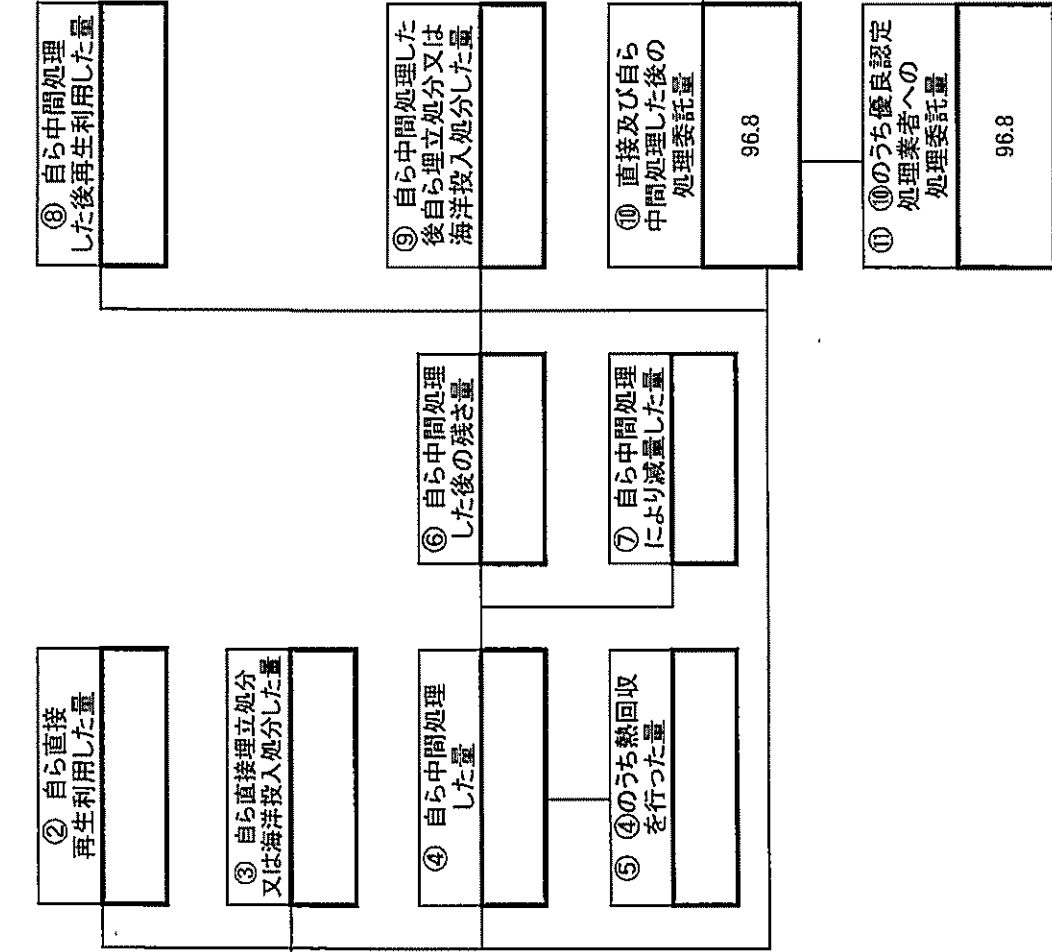 ② 自ら直接
再生利用した量
③ 自ら直接埋立処分
又は海洋投入処分した量
④ 自ら中間処理
した量
⑤ ④のうち熱回収
を行った量
⑥ 自ら中間処理
した後の残さ量
⑦ 自ら中間処理
により減量した量
⑧ 自ら中間処理
した後再生利用した量
⑨ 自ら中間処理した
後自ら埋立処分又は
海洋投入処分した量
⑩ 直接及び自ら
中間処理した後の
処理委託量
96.8
⑪ ⑩のうち優良認定
処理業者への
処理委託量
96.8